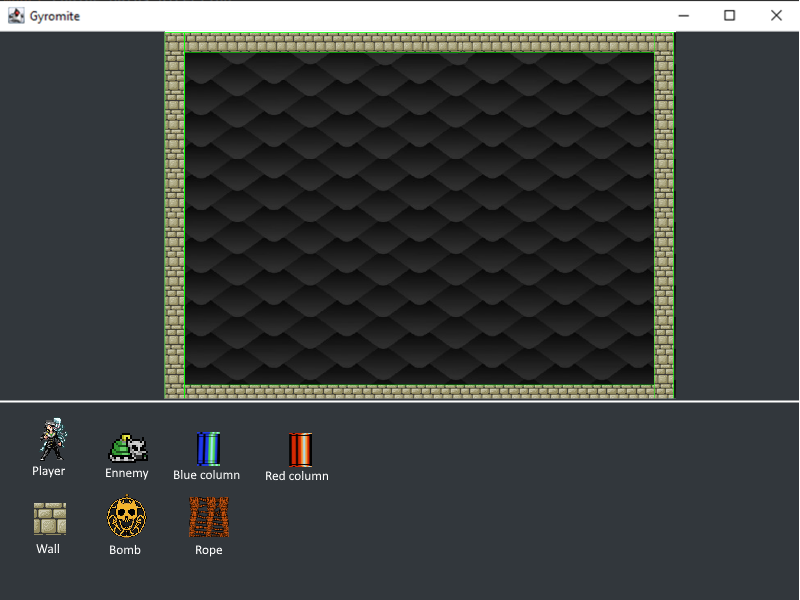 Gyromite
Player
Ennemy
Blue column
Red column
Wall
Bomb
Rope